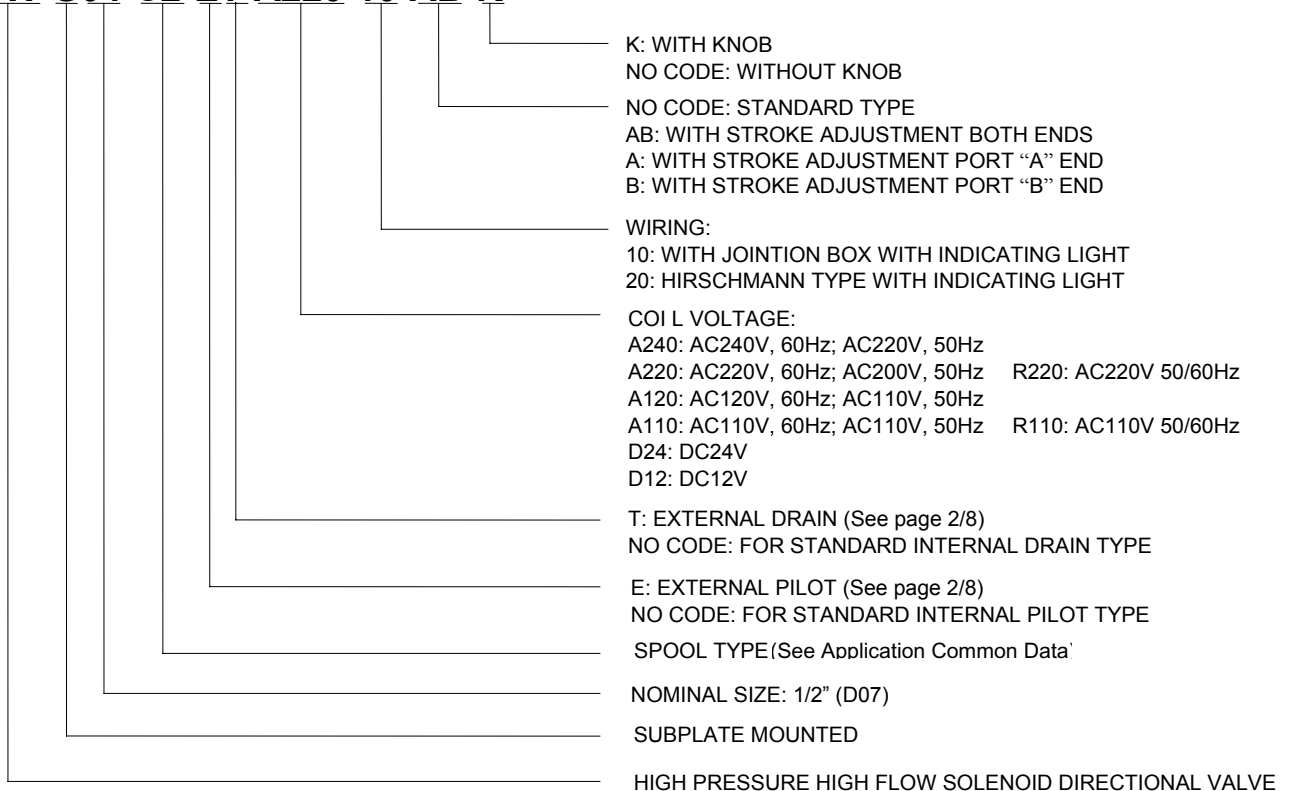 K: WITH KNOB
NO CODE: WITHOUT KNOB
NO CODE: STANDARD TYPE
AB: WITH STROKE ADJUSTMENT BOTH ENDS
A: WITH STROKE ADJUSTMENT PORT “A” END
B: WITH STROKE ADJUSTMENT PORT “B” END
WIRING:
10: WITH JOINTION BOX WITH INDICATING LIGHT
20: HIRSCHMANN TYPE WITH INDICATING LIGHT
COI L VOLTAGE:
A240: AC240V, 60Hz; AC220V, 50Hz
A220: AC220V, 60Hz; AC200V, 50Hz R220: AC220V 50/60Hz
A120: AC120V, 60Hz; AC110V, 50Hz
A110: AC110V, 60Hz; AC110V, 50Hz R110: AC110V 50/60Hz
D24: DC24V
D12: DC12V
T: EXTERNAL DRAIN (See page 2/8)
NO CODE: FOR STANDARD INTERNAL DRAIN TYPE
E: EXTERNAL PILOT (See page 2/8)
NO CODE: FOR STANDARD INTERNAL PILOT TYPE
SPOOL TYPE(See Application Common Data)
NOMINAL SIZE: 1/2” (D07)
SUBPLATE MOUNTED
HIGH PRESSURE HIGH FLOW SOLENOID DIRECTIONAL VALVE